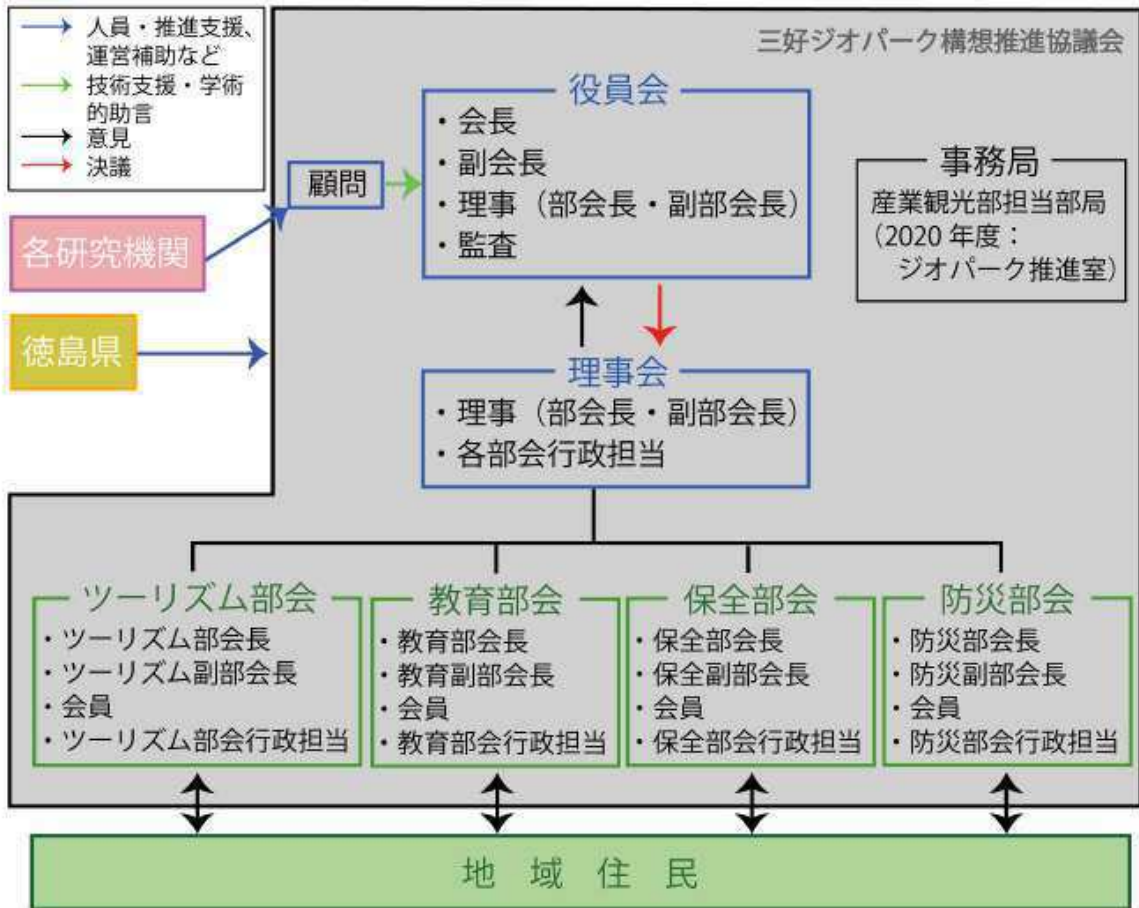 人員・推進支援、
運営補助など
技術支援・学術
的助言
意見
決議
三好ジオパーク構想推進協議会
役員会
・会長
・副会長
・理事（部会長・副部会長）
・監査
顧問
事務局
産業観光部担当部局
（2020 年度：
ジオパーク推進室）
各研究機関
徳島県
理事会
・理事（部会長・副部会長）
・各部会行政担当
ツーリズム部会
・ツーリズム部会長
・ツーリズム副部会長
・会員
・ツーリズム部会行政担当
教育部会
・教育部会長
・教育副部会長
・会員
・教育部会行政担当
保全部会
・保全部会長
・保全副部会長
・会員
・保全部会行政担当
防災部会
・防災部会長
・防災副部会長
・会員
・防災部会行政担当
地 域 住 民